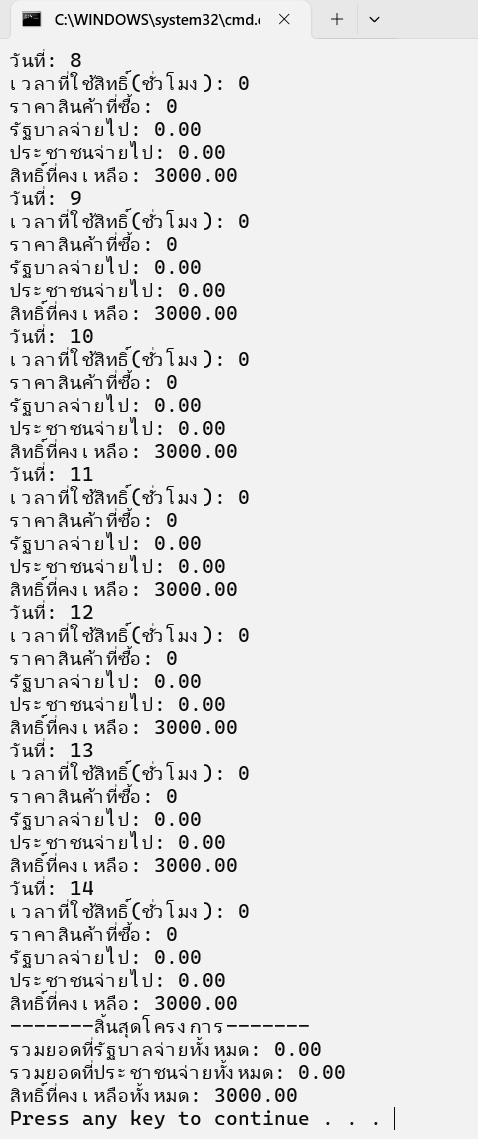 C:\WINDOWS\system32\cmd.e
วันที่: 8
เวลาที่ใช้สิทธิ์(ชั่วโมง): 0
ราคาสินค้าที่ซื้อ: 0
รัฐบาลจ่ายไป: 0.00
ประชาชนจ่ายไป: 0.00
สิทธิ์ที่คงเหลือ: 3000.00
วันที่: 9
เวลาที่ใช้สิทธิ์(ชั่วโมง): 0
ราคาสินค้าที่ซื้อ: 0
รัฐบาลจ่ายไป: 0.00
ประชาชนจ่ายไป: 0.00
สิทธิ์ที่คงเหลือ: 3000.00
วันที่: 10
เวลาที่ใช้สิทธิ์(ชั่วโมง): 0
ราคาสินค้าที่ซื้อ: 0
รัฐบาลจ่ายไป: 0.00
ประชาชนจ่ายไป: 0.00
สิทธิ์ที่คงเหลือ: 3000.00
วันที่: 11
เวลาที่ใช้สิทธิ์(ชั่วโมง): 0
ราคาสินค้าที่ซื้อ: 0
รัฐบาลจ่ายไป: 0.00
ประชาชนจ่ายไป: 0.00
สิทธิ์ที่คงเหลือ: 3000.00
วันที่: 12
เวลาที่ใช้สิทธิ์(ชั่วโมง): 0
ราคาสินค้าที่ซื้อ: 0
รัฐบาลจ่ายไป: 0.00
ประชาชนจ่ายไป: 0.00
สิทธิ์ที่คงเหลือ: 3000.00
วันที่: 13
เวลาที่ใช้สิทธิ์(ชั่วโมง): 0
ราคาสินค้าที่ซื้อ: 0
รัฐบาลจ่ายไป: 0.00
ประชาชนจ่ายไป: 0.00
สิทธิ์ที่คงเหลือ: 3000.00
วันที่: 14
เวลาที่ใช้สิทธิ์(ชั่วโมง): 0
ราคาสินค้าที่ซื้อ: 0
รัฐบาลจ่ายไป: 0.00
ประชาชนจ่ายไป: 0.00
สิทธิ์ที่คงเหลือ: 3000.00
-------สิ้นสุดโครงการ-------
รวมยอดที่รัฐบาลจ่ายทั้งหมด: 0.00
รวมยอดที่ประชาชนจ่ายทั้งหมด: 0.00
สิทธิ์ที่คงเหลือทั้งหมด: 3000.00
Press any key to continue . . .